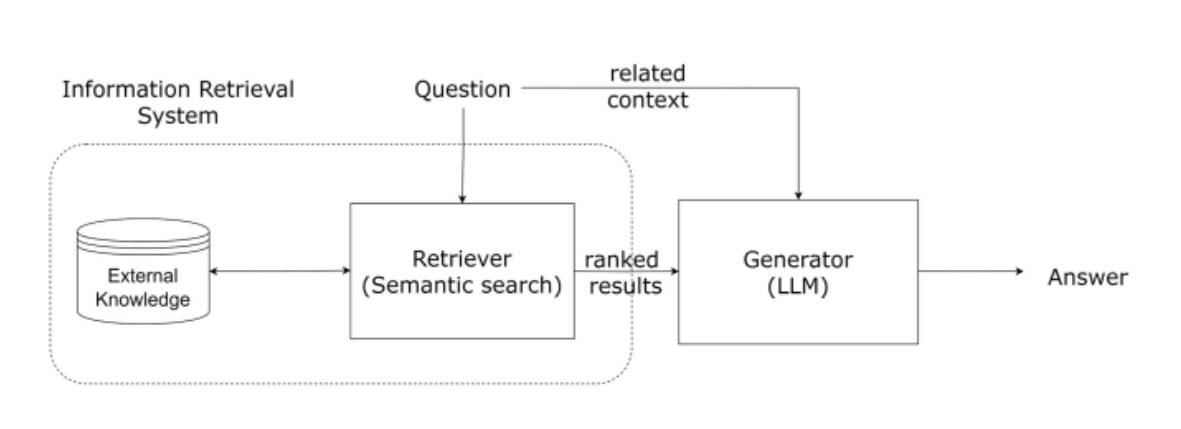 Information Retrieval
System
Question
related
context
External
Knowledge
Retriever
(Semantic search)
ranked
results
Generator
(LLM)
Answer